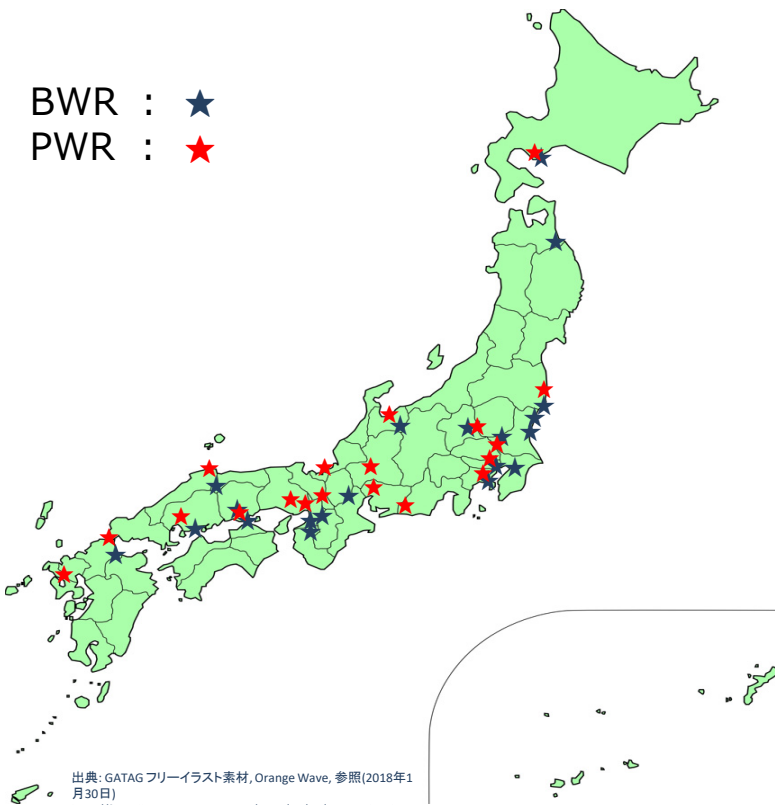 BWR : ★
PWR : ★
出典: GATAG フリーイラスト素材, Orange Wave, 参照(2018年1
月30日)